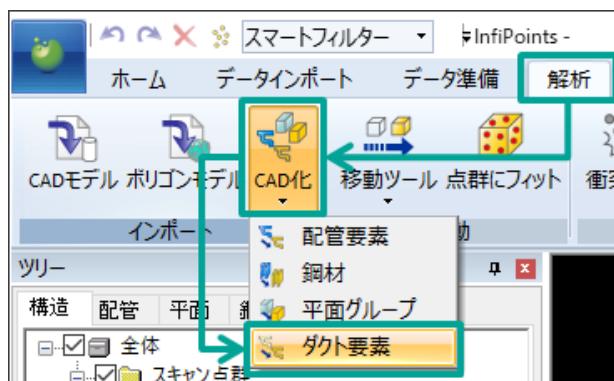 スマートフィルター InfiPoints -
ホーム データインポート データ準備 解析
CADモデル ポリゴンモデル CAD化 移動ツール 点群にフィット
インポート
配管要素
ツリー
鋼材
構造 配管 平面
平面グループ
全体
ダクト要素
スキャン点群